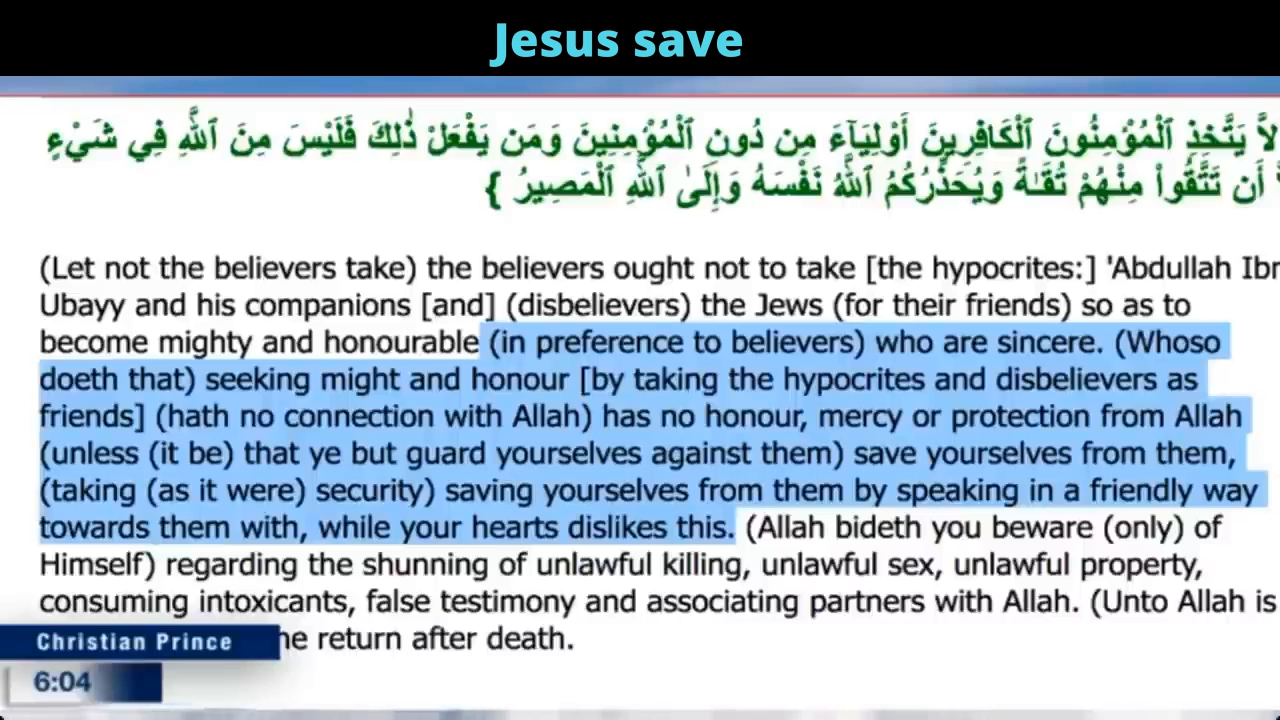 Jesus save
لاَّ يَتَّخِذِ ٱلْمُؤْمِنُونَ ٱلْكَافِرِينَ أَوْلِيَآءَ مِن دُونِ ٱلْمُؤْمِنِينَ وَمَن يَفْعَلْ ذٰلِكَ فَلَيْسَ مِنَ ٱللَّهِ فِي شَيْءٍ
أَن تَتَّقُواْ مِنْهُمْ تُقَـٰةً وَيُحَذِّرُكُمُ ٱللَّهُ نَفْسَهُ وَإِلَىٰ ٱللَّهِ ٱلْمَصِيرُ }
(Let not the believers take) the believers ought not to take [the hypocrites:] 'Abdullah
Ubayy and his companions [and] (disbelievers) the Jews (for their friends) so as to
become mighty and honourable (in preference to believers) who are sincere. (Whoso
doeth that) seeking might and honour [by taking the hypocrites and disbelievers as
friends] (hath no connection with Allah) has no honour, mercy or protection from Allah
(unless (it be) that ye but guard yourselves against them) save yourselves from them,
(taking (as it were) security) saving yourselves from them by speaking in a friendly way
towards them with, while your hearts dislikes this. (Allah bideth you beware (only) of
Himself) regarding the shunning of unlawful killing, unlawful sex, unlawful property,
consuming intoxicants, false testimony and associating partners with Allah. (Unto Allah is
return after death.
Christian Prince
6:04